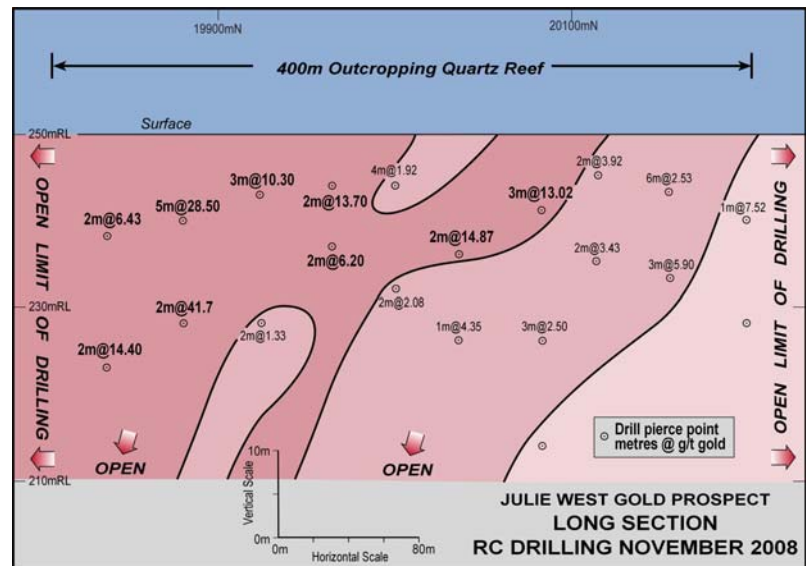 19900mN
20100mN
400m Outcropping Quartz Reef
Surface
250mRL
4m@1.92
2m@3.92
3m@10.30
6m@2.53
2m@13.70
5m@28.50
3m@13.02
1m@7.52
2m@6.43
2m@14.87
2m@6.20
2m@3.43
3m@5.90
OPEN LIMIT OF DRILLING
OPEN LIMIT OF DRILLING
230mRL
2m@41.7
2m@2.08
2m@1.33
1m@4.35
3m@2.50
2m@14.40
Drill pierce point
metres @ g/t gold
10m
OPEN
OPEN
210mRL
Vertical Scale
0m
0m
80m
Horizontal Scale
JULIE WEST GOLD PROSPECT
LONG SECTION
RC DRILLING NOVEMBER 2008